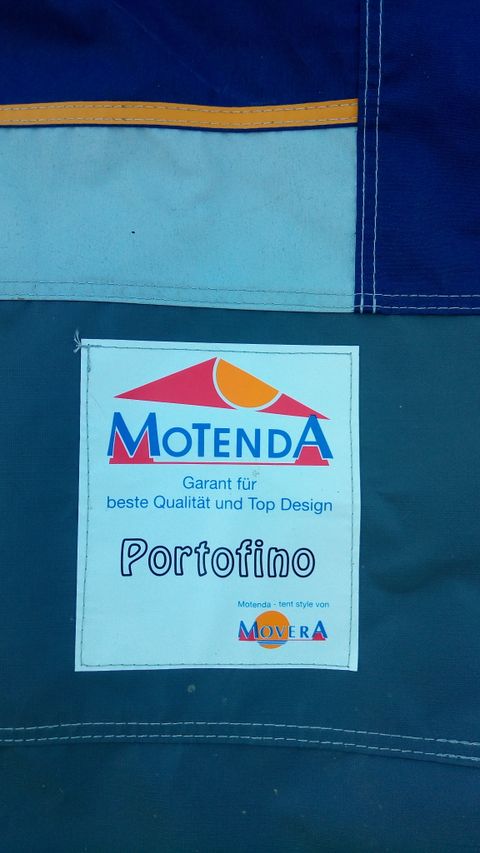 MOTENDA
Garant für
beste Qualität und Top Design
Portofino
Motenda - tent style von
MOVERA